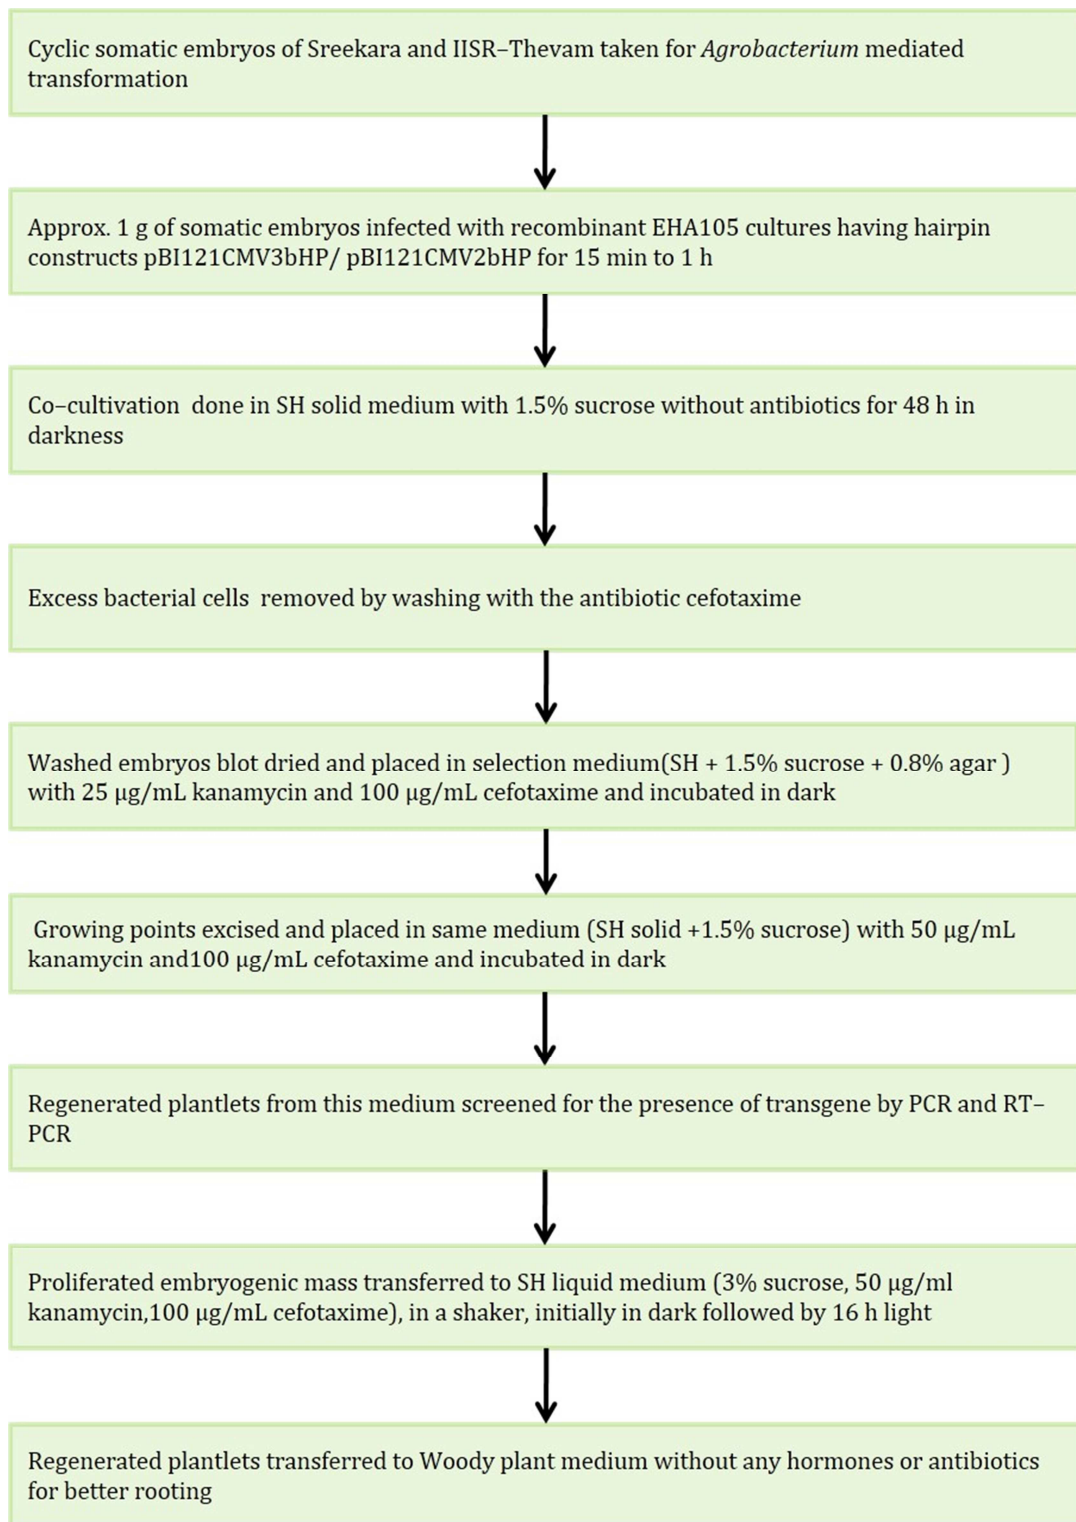 Cyclic somatic embryos of Sreekara and IISR–Thevam taken for Agrobacterium mediated
transformation
Approx. 1 g of somatic embryos infected with recombinant EHA105 cultures having hairpin
constructs pBI121CMV3bHP/ pBI121CMV2bHP for 15 min to 1 h
Co–cultivation  done in SH solid medium with 1.5% sucrose without antibiotics for 48 h in
darkness
Excess bacterial cells  removed by washing with the antibiotic cefotaxime
Washed embryos blot dried and placed in selection medium(SH + 1.5% sucrose + 0.8% agar )
with 25 μg/mL kanamycin and 100 μg/mL cefotaxime and incubated in dark
Growing points excised and placed in same medium (SH solid +1.5% sucrose) with 50 μg/mL
kanamycin and100 μg/mL cefotaxime and incubated in dark
Regenerated plantlets from this medium screened for the presence of transgene by PCR and RT–
PCR
Proliferated embryogenic mass transferred to SH liquid medium (3% sucrose, 50 μg/ml
kanamycin,100 μg/mL cefotaxime), in a shaker, initially in dark followed by 16 h light
Regenerated plantlets transferred to Woody plant medium without any hormones or antibiotics
for better rooting